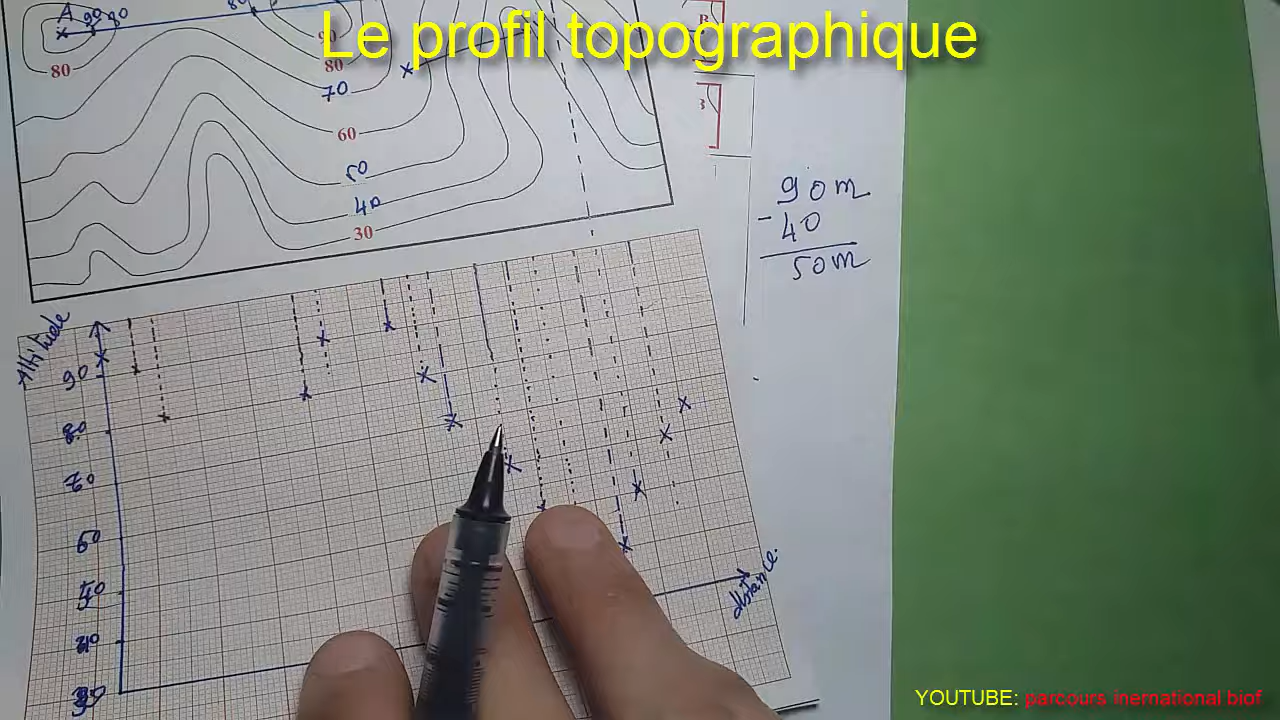 Le profil topographique
A 90 90 80
90
80
80
70
60
50
40
30
90m
- 40
50m
Altitude
90
80
70
60
50
40
30
distance.
YOUTUBE: parcours inernational biof